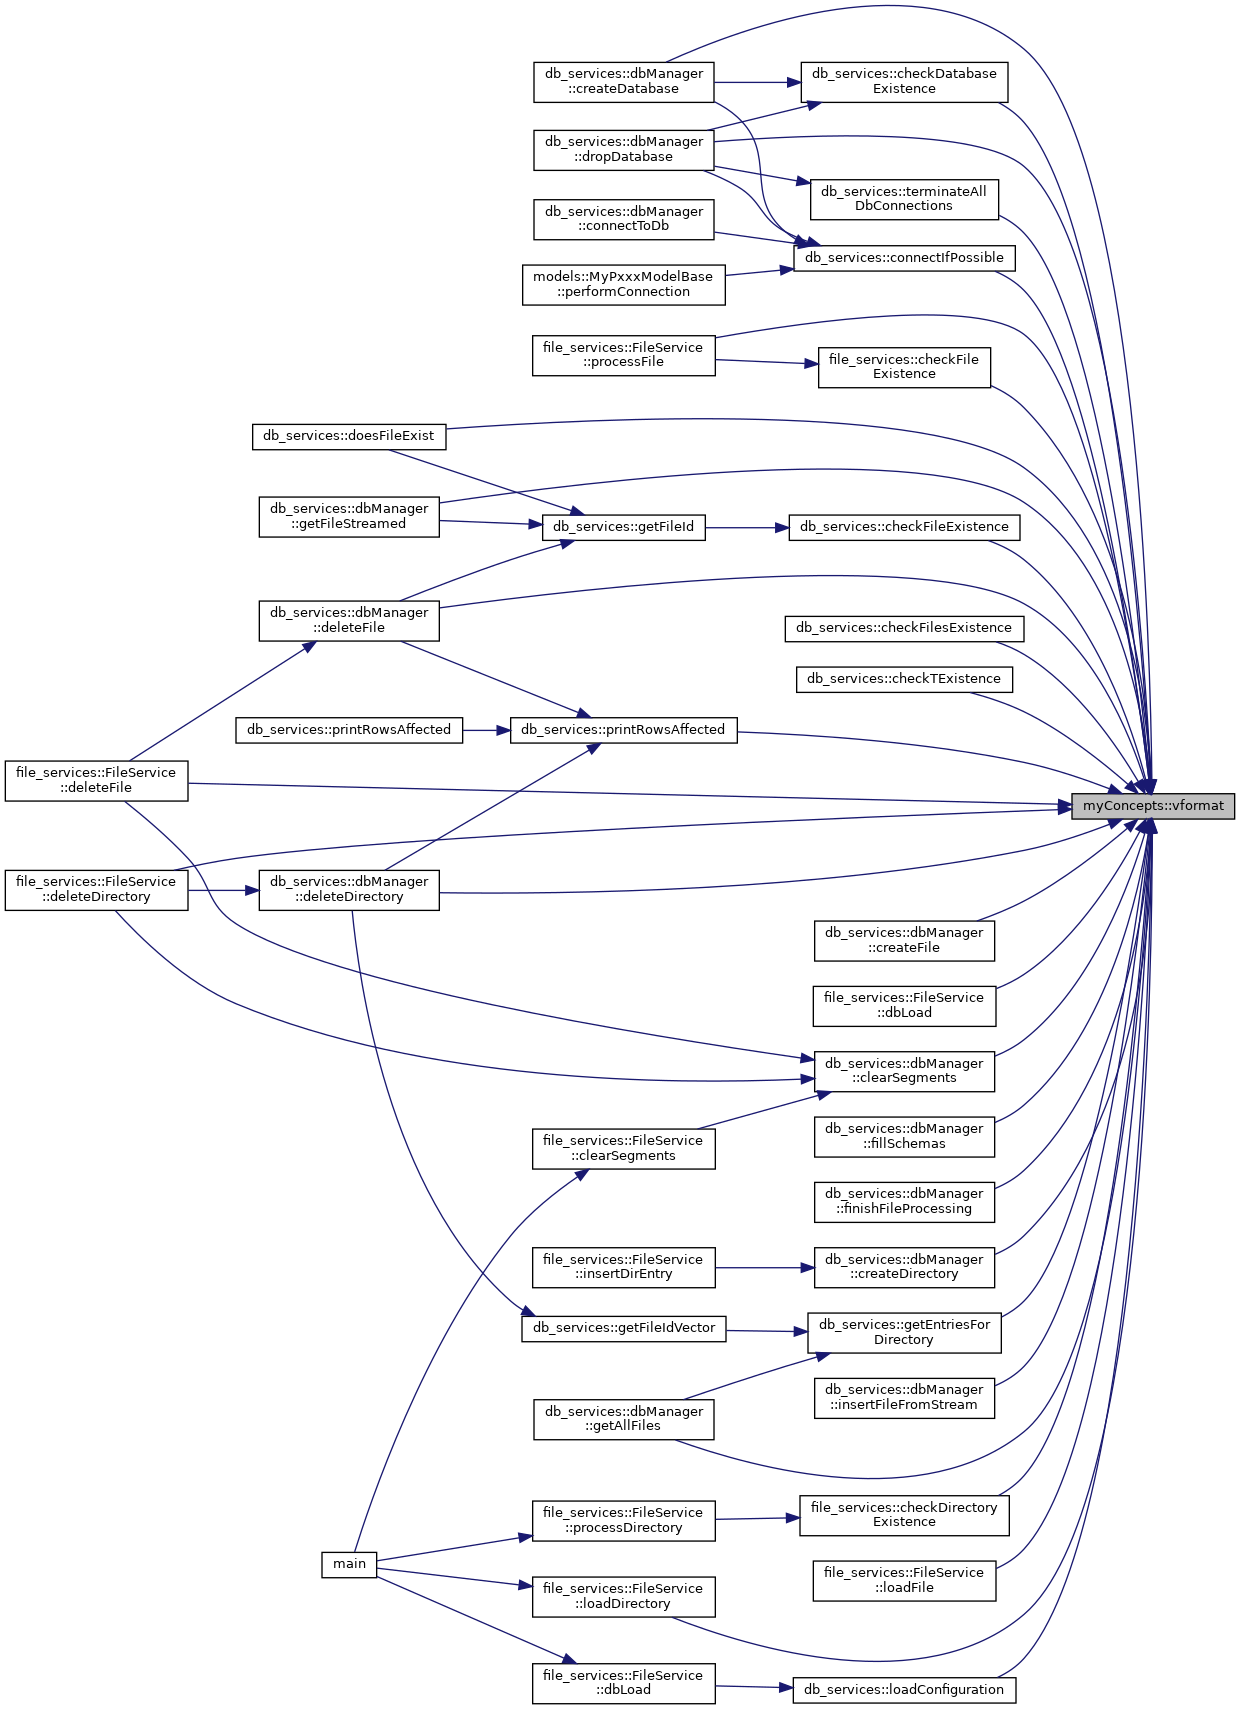 db_services::dbManager
::createDatabase
db_services::checkDatabase
Existence
db_services::dbManager
::dropDatabase
db_services::terminateAll
DbConnections
db_services::dbManager
::connectToDb
db_services::connectIfPossible
models::MyPxxxModelBase
::performConnection
file_services::FileService
::processFile
file_services::checkFile
Existence
db_services::doesFileExist
db_services::dbManager
::getFileStreamed
db_services::getFileId
db_services::checkFileExistence
db_services::dbManager
::deleteFile
db_services::checkFilesExistence
db_services::checkTExistence
db_services::printRowsAffected
db_services::printRowsAffected
file_services::FileService
::deleteFile
myConcepts::vformat
file_services::FileService
::deleteDirectory
db_services::dbManager
::deleteDirectory
db_services::dbManager
::createFile
file_services::FileService
::dbLoad
db_services::dbManager
::clearSegments
db_services::dbManager
::fillSchemas
file_services::FileService
::clearSegments
db_services::dbManager
::finishFileProcessing
file_services::FileService
::insertDirEntry
db_services::dbManager
::createDirectory
db_services::getFileIdVector
db_services::getEntriesFor
Directory
db_services::dbManager
::insertFileFromStream
db_services::dbManager
::getAllFiles
file_services::FileService
::processDirectory
file_services::checkDirectory
Existence
main
file_services::FileService
::loadFile
file_services::FileService
::loadDirectory
file_services::FileService
::dbLoad
db_services::loadConfiguration